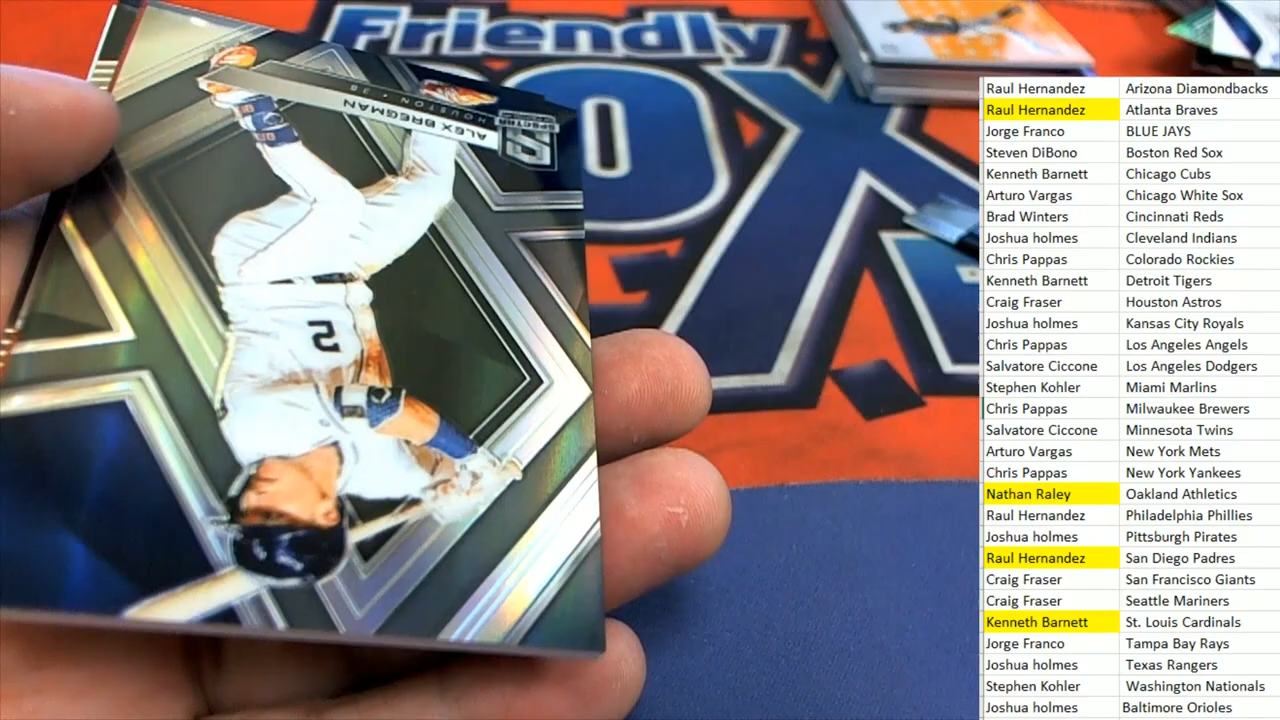 Friendly
BOX
ALEX BREGMAN
HOUSTON • 3B
SPECTRA
2
Raul Hernandez Arizona Diamondbacks
Raul Hernandez Atlanta Braves
Jorge Franco BLUE JAYS
Steven DiBono Boston Red Sox
Kenneth Barnett Chicago Cubs
Arturo Vargas Chicago White Sox
Brad Winters Cincinnati Reds
Joshua holmes Cleveland Indians
Chris Pappas Colorado Rockies
Kenneth Barnett Detroit Tigers
Craig Fraser Houston Astros
Joshua holmes Kansas City Royals
Chris Pappas Los Angeles Angels
Salvatore Ciccone Los Angeles Dodgers
Stephen Kohler Miami Marlins
Chris Pappas Milwaukee Brewers
Salvatore Ciccone Minnesota Twins
Arturo Vargas New York Mets
Chris Pappas New York Yankees
Nathan Raley Oakland Athletics
Raul Hernandez Philadelphia Phillies
Joshua holmes Pittsburgh Pirates
Raul Hernandez San Diego Padres
Craig Fraser San Francisco Giants
Craig Fraser Seattle Mariners
Kenneth Barnett St. Louis Cardinals
Jorge Franco Tampa Bay Rays
Joshua holmes Texas Rangers
Stephen Kohler Washington Nationals
Joshua holmes Baltimore Orioles